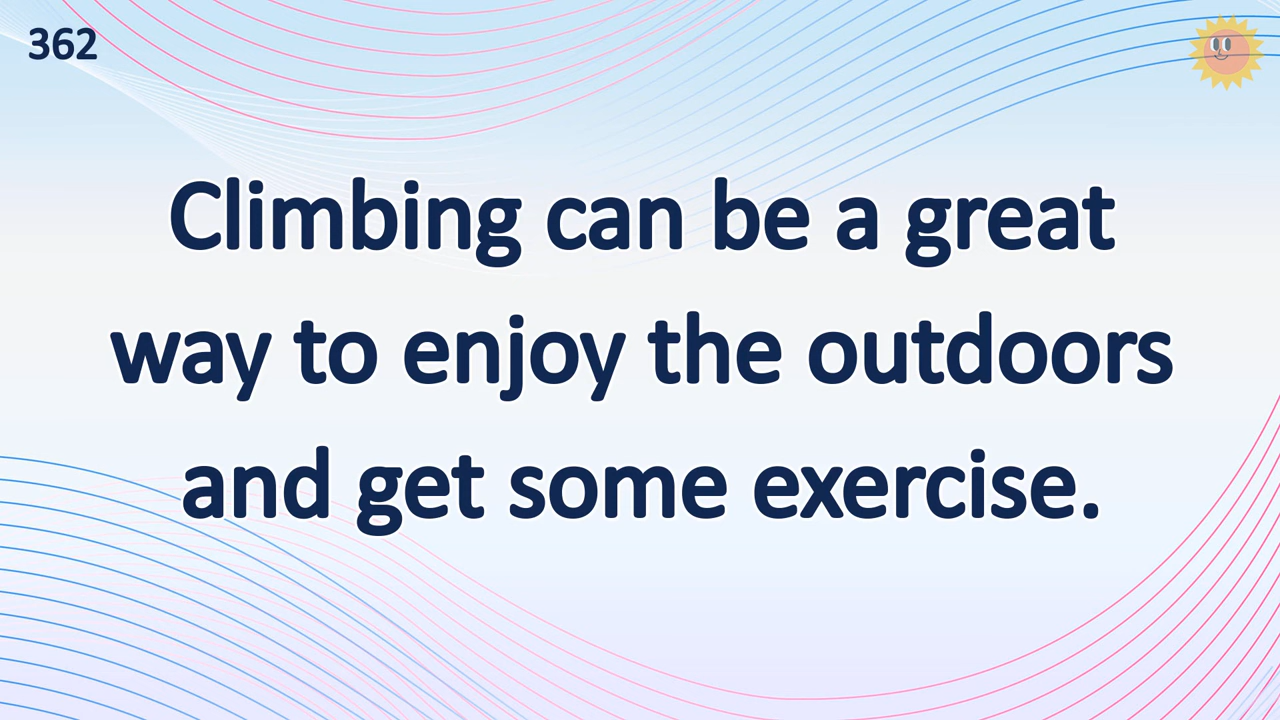 362
Climbing can be a great
way to enjoy the outdoors
and get some exercise.